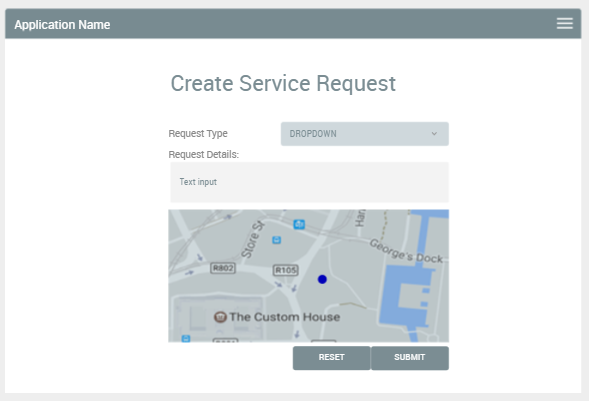 Application Name
Create Service Request
Request Type
DROPDOWN
Request Details:
Text input
Store St
George's Dock
R802
R105
The Custom House
RESET
SUBMIT